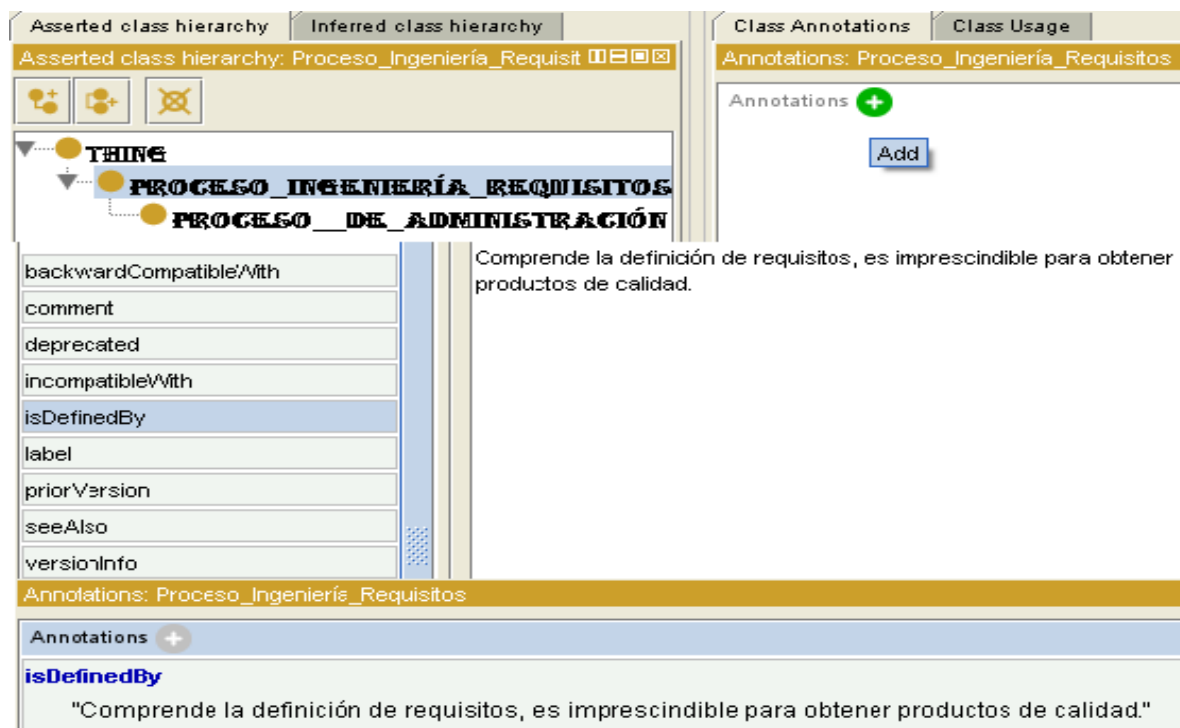 Asserted class hierarchy
Inferred class hierarchy
Asserted class hierarchy: Proceso_Ingeniería_Requisit
THING
PROCESO_INGENIERÍA_REQUISITOS
PROCESO__DE_ADMINISTRACIÓN
Class Annotations
Class Usage
Annotations: Proceso_Ingeniería_Requisitos
Annotations
Add
backwardCompatibleWith
comment
deprecated
incompatibleWith
isDefinedBy
label
priorVersion
seeAlso
versionInfo
Comprende la definición de requisitos, es imprescindible para obtener
productos de calidad.
Annotations: Proceso_Ingeniería_Requisitos
Annotations
isDefinedBy
"Comprende la definición de requisitos, es imprescindible para obtener productos de calidad."